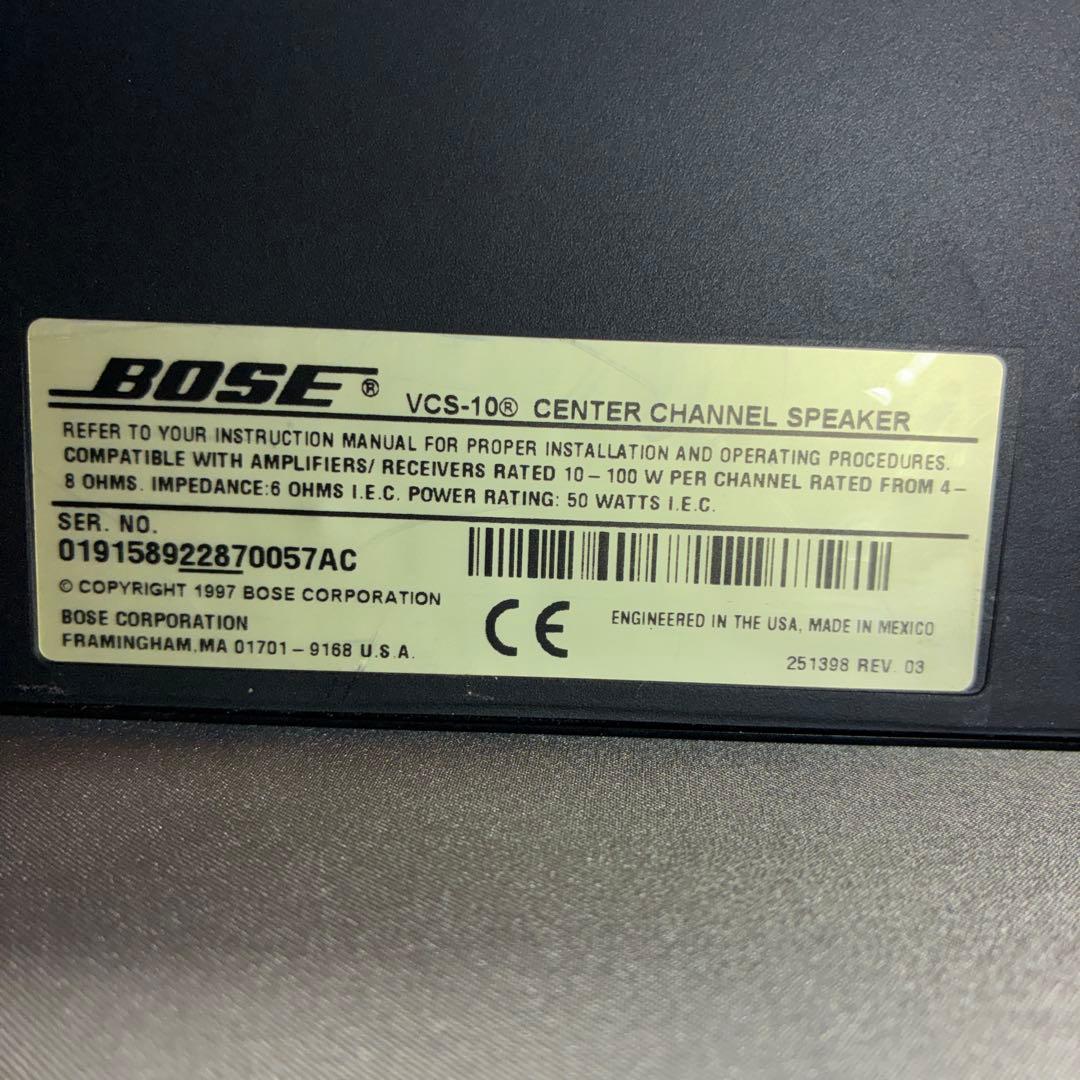 BOSE® VCS-10® CENTER CHANNEL SPEAKER
REFER TO YOUR INSTRUCTION MANUAL FOR PROPER INSTALLATION AND OPERATING PROCEDURES.
COMPATIBLE WITH AMPLIFIERS/ RECEIVERS RATED 10–100 W PER CHANNEL RATED FROM 4–
8 OHMS. IMPEDANCE:6 OHMS I.E.C. POWER RATING: 50 WATTS I.E.C.
SER. NO.
019158922870057AC
© COPYRIGHT 1997 BOSE CORPORATION
BOSE CORPORATION
FRAMINGHAM,MA 01701–9168 U.S.A.
CE
ENGINEERED IN THE USA, MADE IN MEXICO
251398 REV. 03